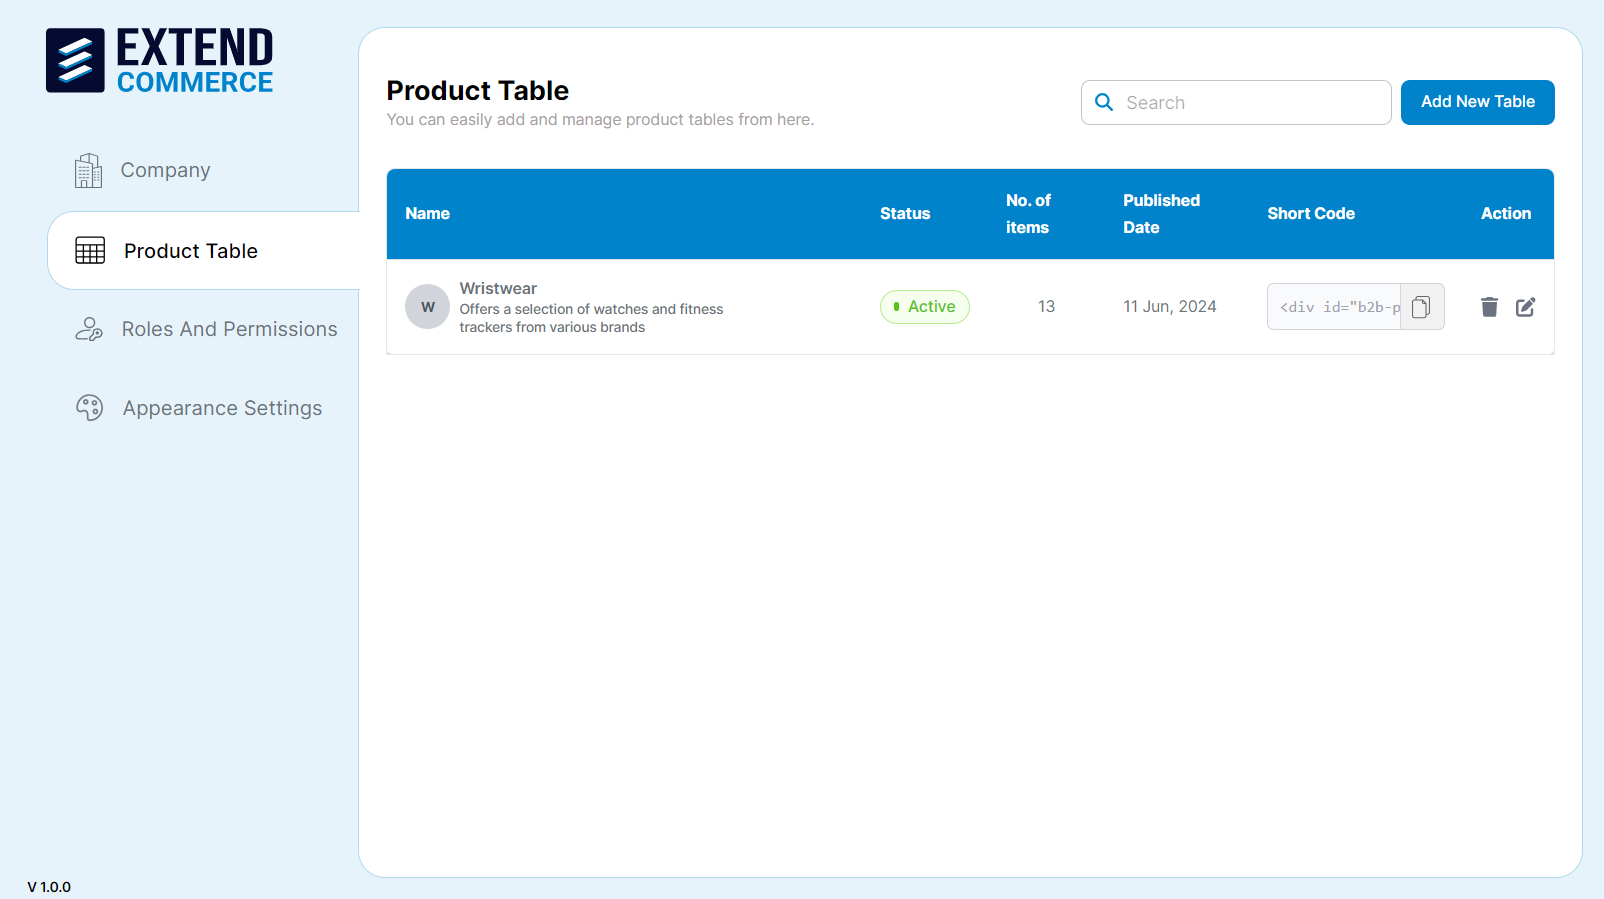 EXTEND
COMMERCE
Company
Product Table
Roles And Permissions
Appearance Settings
V 1.0.0
Product Table
You can easily add and manage product tables from here.
Search
Add New Table
Name
Status
No. of
items
Published
Date
Short Code
Action
W
Wristwear
Offers a selection of watches and fitness
trackers from various brands
Active
13
11 Jun, 2024
<div id="b2b-p